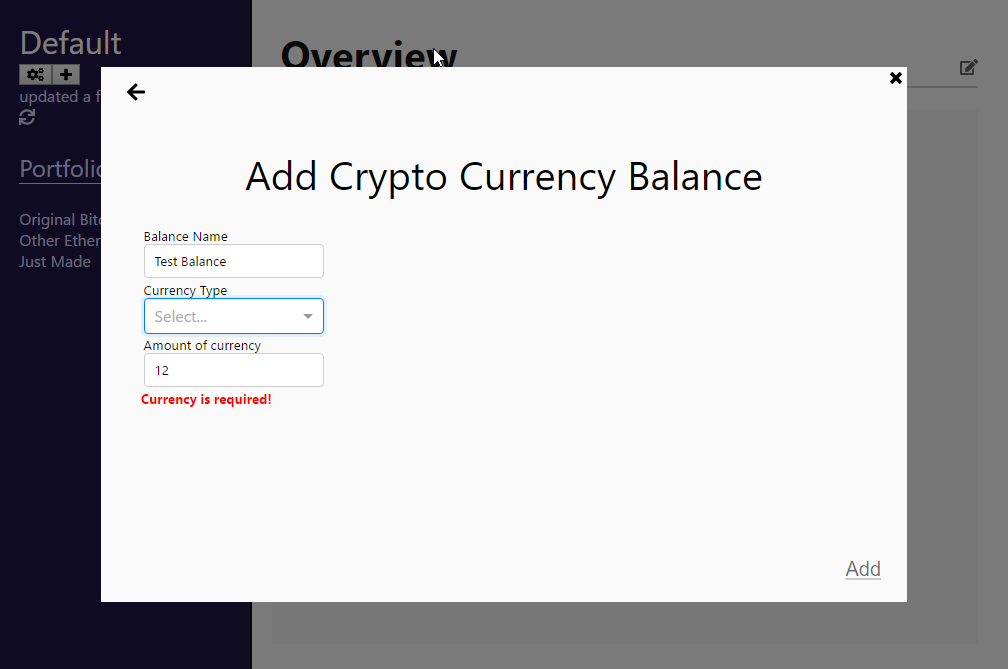 Default
Overview
updated a f
Portfolio
Add Crypto Currency Balance
Original Bitc
Other Ether
Just Made
Balance Name
Test Balance
Currency Type
Select...
Amount of currency
12
Currency is required!
Add